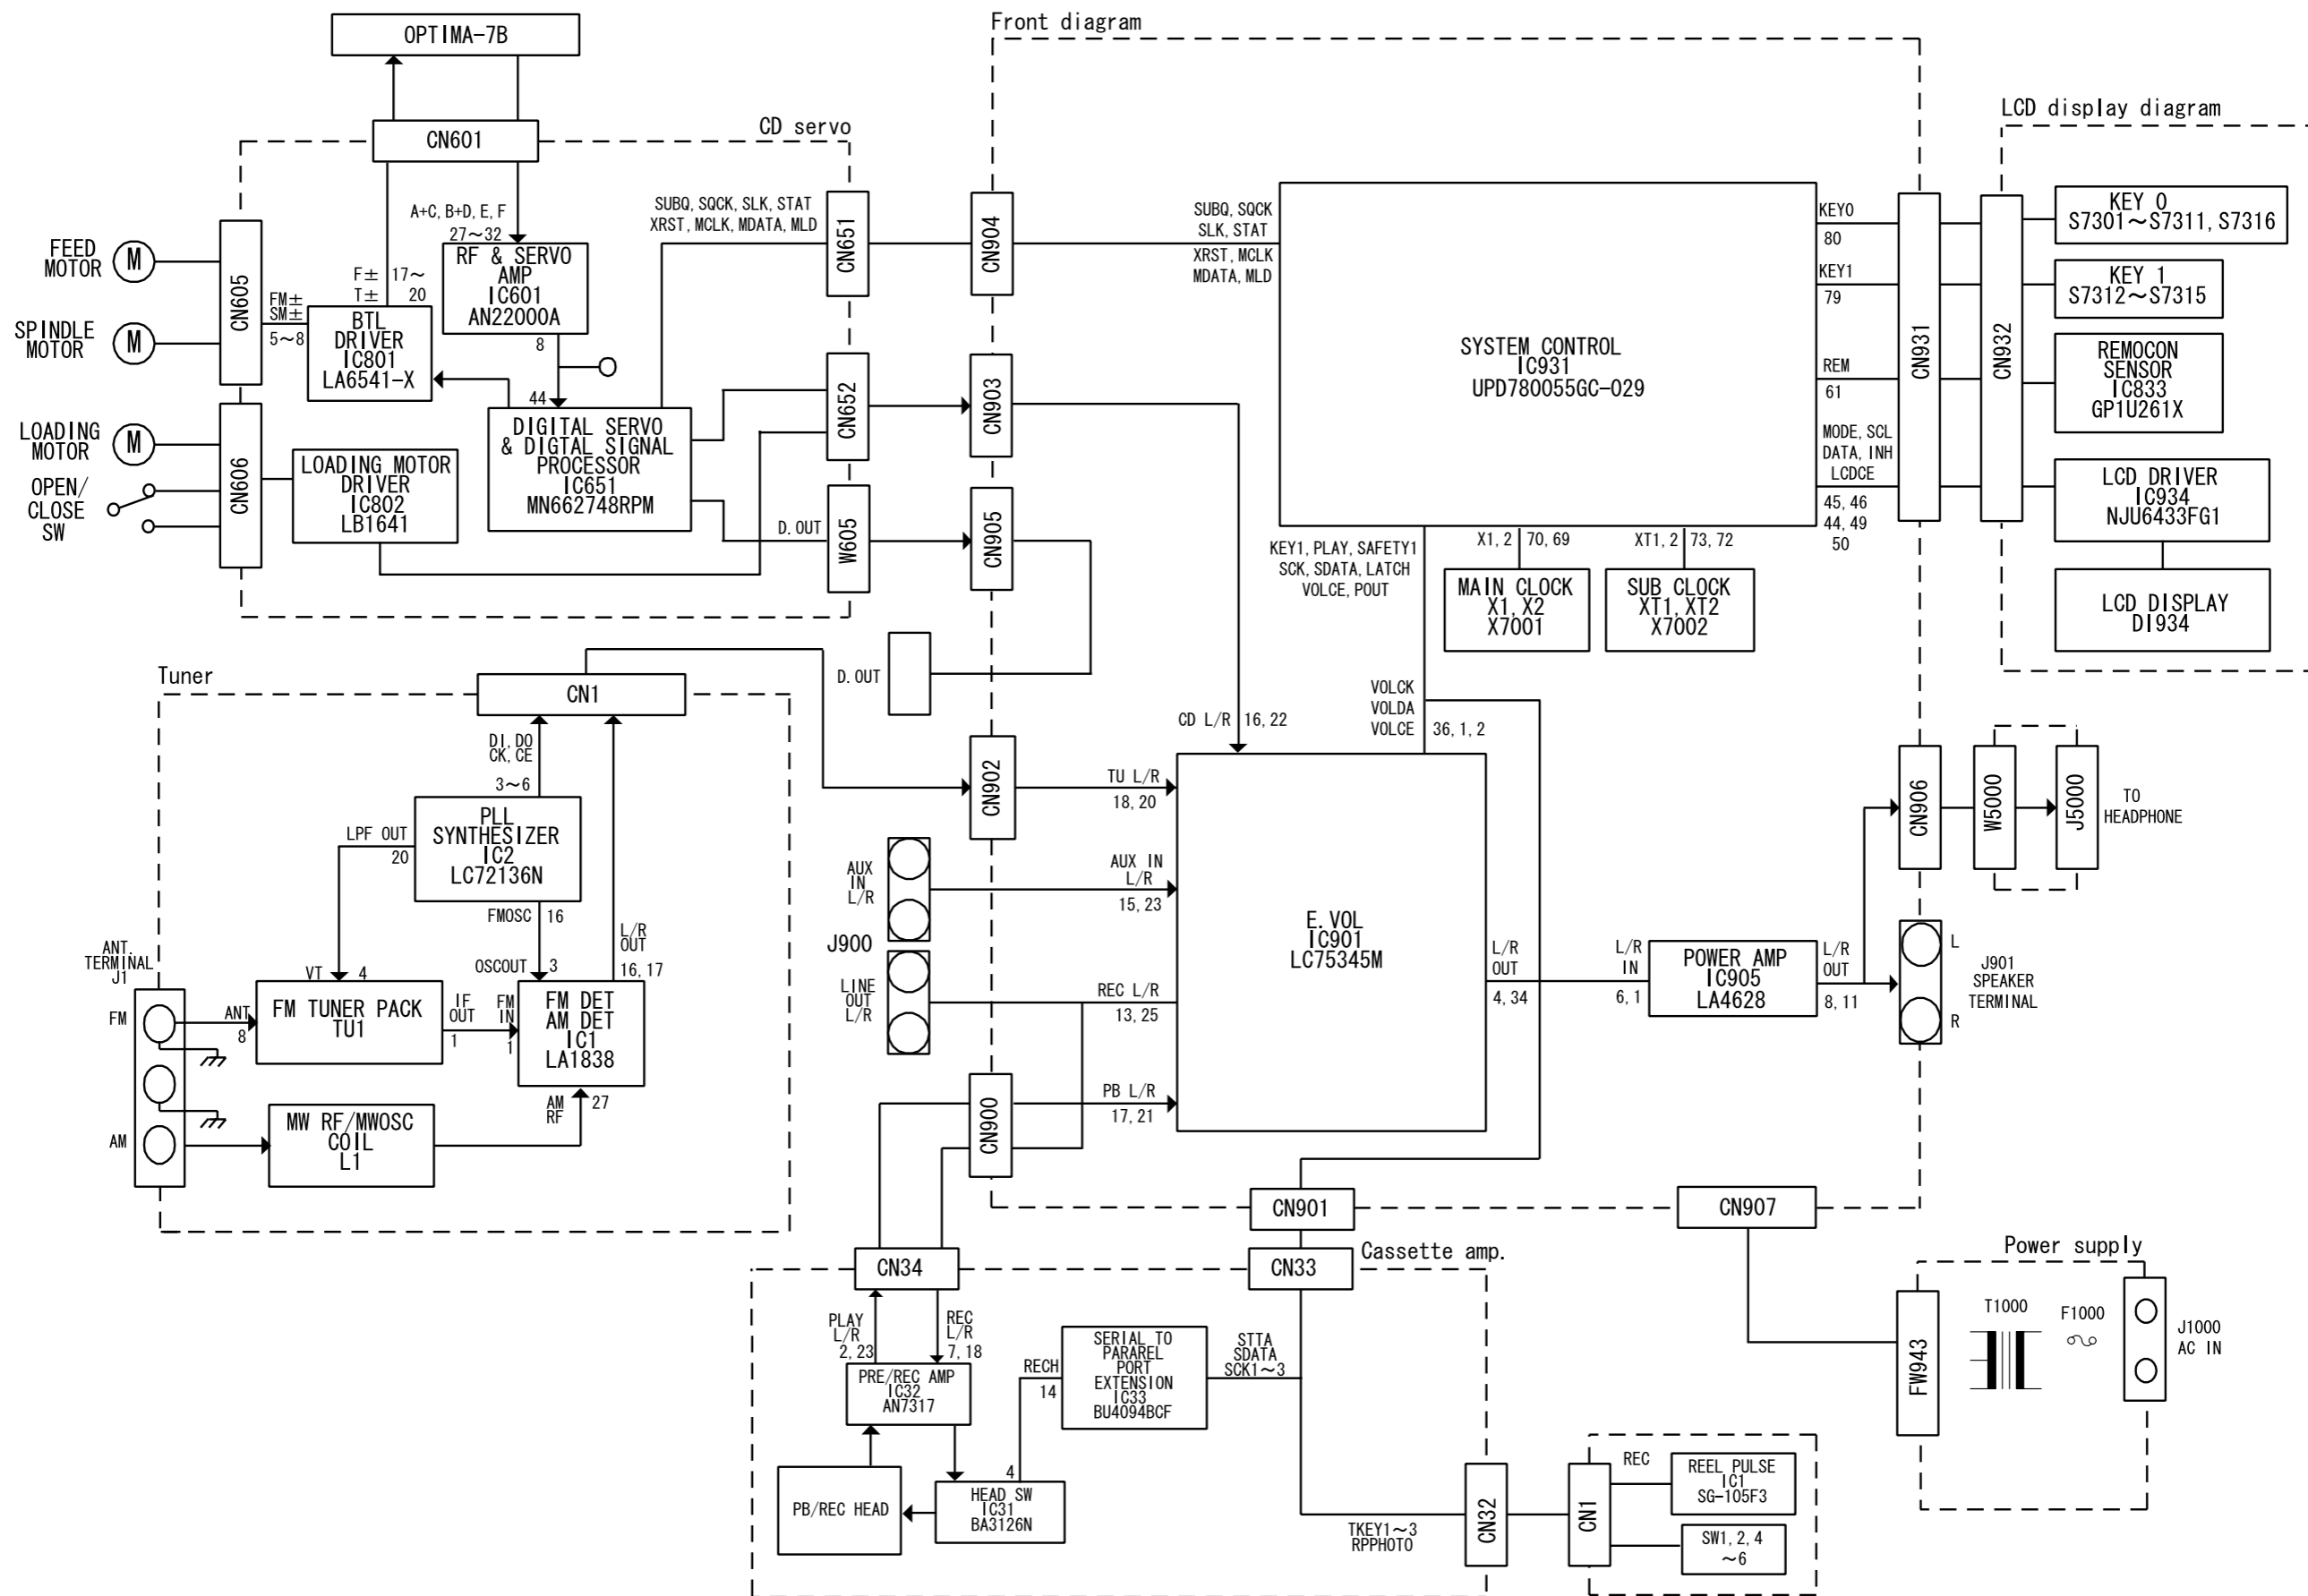 OPTIMA-7B
Front diagram
LCD display diagram
CD servo
CN601
A+C, B+D, E, F
27～32
SUBQ, SQCK, SLK, STAT
XRST, MCLK, MDATA, MLD
CN651
CN904
SUBQ, SQCK
SLK, STAT
XRST, MCLK
MDATA, MLD
FEED
MOTOR
M
SPINDLE
MOTOR
M
LOADING
MOTOR
M
OPEN/
CLOSE
SW
CN605
CN606
FM±
SM±
5～8
F±
T±
17～
20
BTL
DRIVER
IC801
LA6541-X
RF & SERVO
AMP
IC601
AN22000A
8
44
DIGITAL SERVO
& DIGTAL SIGNAL
PROCESSOR
IC651
MN662748RPM
LOADING MOTOR
DRIVER
IC802
LB1641
CN652
CN903
D.OUT
W605
CN905
D.OUT
SYSTEM CONTROL
IC931
UPD780055GC-029
KEY0
80
KEY1
79
REM
61
MODE, SCL
DATA, INH
LCDCE
45, 46
44, 49
50
CN931
CN932
KEY 0
S7301～S7311, S7316
KEY 1
S7312～S7315
REMOCON
SENSOR
IC833
GP1U261X
LCD DRIVER
IC934
NJU6433FG1
LCD DISPLAY
DI934
KEY1, PLAY, SAFETY1
SCK, SDATA, LATCH
VOLCE, POUT
X1, 2
70, 69
XT1, 2
73, 72
MAIN CLOCK
X1, X2
X7001
SUB CLOCK
XT1, XT2
X7002
VOLCK
VOLDA
VOLCE
36, 1, 2
CD L/R
16, 22
Tuner
CN1
DI, DO
CK, CE
3～6
PLL
SYNTHESIZER
IC2
LC72136N
LPF OUT
20
FMOSC
16
OSCOUT
3
L/R
OUT
16, 17
ANT.
TERMINAL
J1
FM
AM
ANT
8
VT
4
FM TUNER PACK
TU1
IF
OUT
1
FM
IN
1
FM DET
AM DET
IC1
LA1838
MW RF/MWOSC
COIL
L1
AM
RF
27
CN902
TU L/R
18, 20
AUX
IN
L/R
AUX IN
L/R
15, 23
J900
LINE
OUT
L/R
REC L/R
13, 25
CN900
PB L/R
17, 21
E.VOL
IC901
LC75345M
L/R
OUT
4, 34
L/R
IN
6, 1
POWER AMP
IC905
LA4628
L/R
OUT
8, 11
CN906
W5000
J5000
TO
HEADPHONE
L
R
J901
SPEAKER
TERMINAL
CN901
CN907
CN34
CN33
Cassette amp.
Power supply
PLAY
L/R
2, 23
REC
L/R
7, 18
PRE/REC AMP
IC32
AN7317
PB/REC HEAD
4
HEAD SW
IC31
BA3126N
RECH
14
SERIAL TO
PARAREL
PORT
EXTENSION
IC33
BU4094BCF
STTA
SDATA
SCK1～3
TKEY1～3
RPPHOTO
CN32
CN1
REC
REEL PULSE
IC1
SG-105F3
SW1, 2, 4
～6
FW943
T1000
F1000
J1000
AC IN